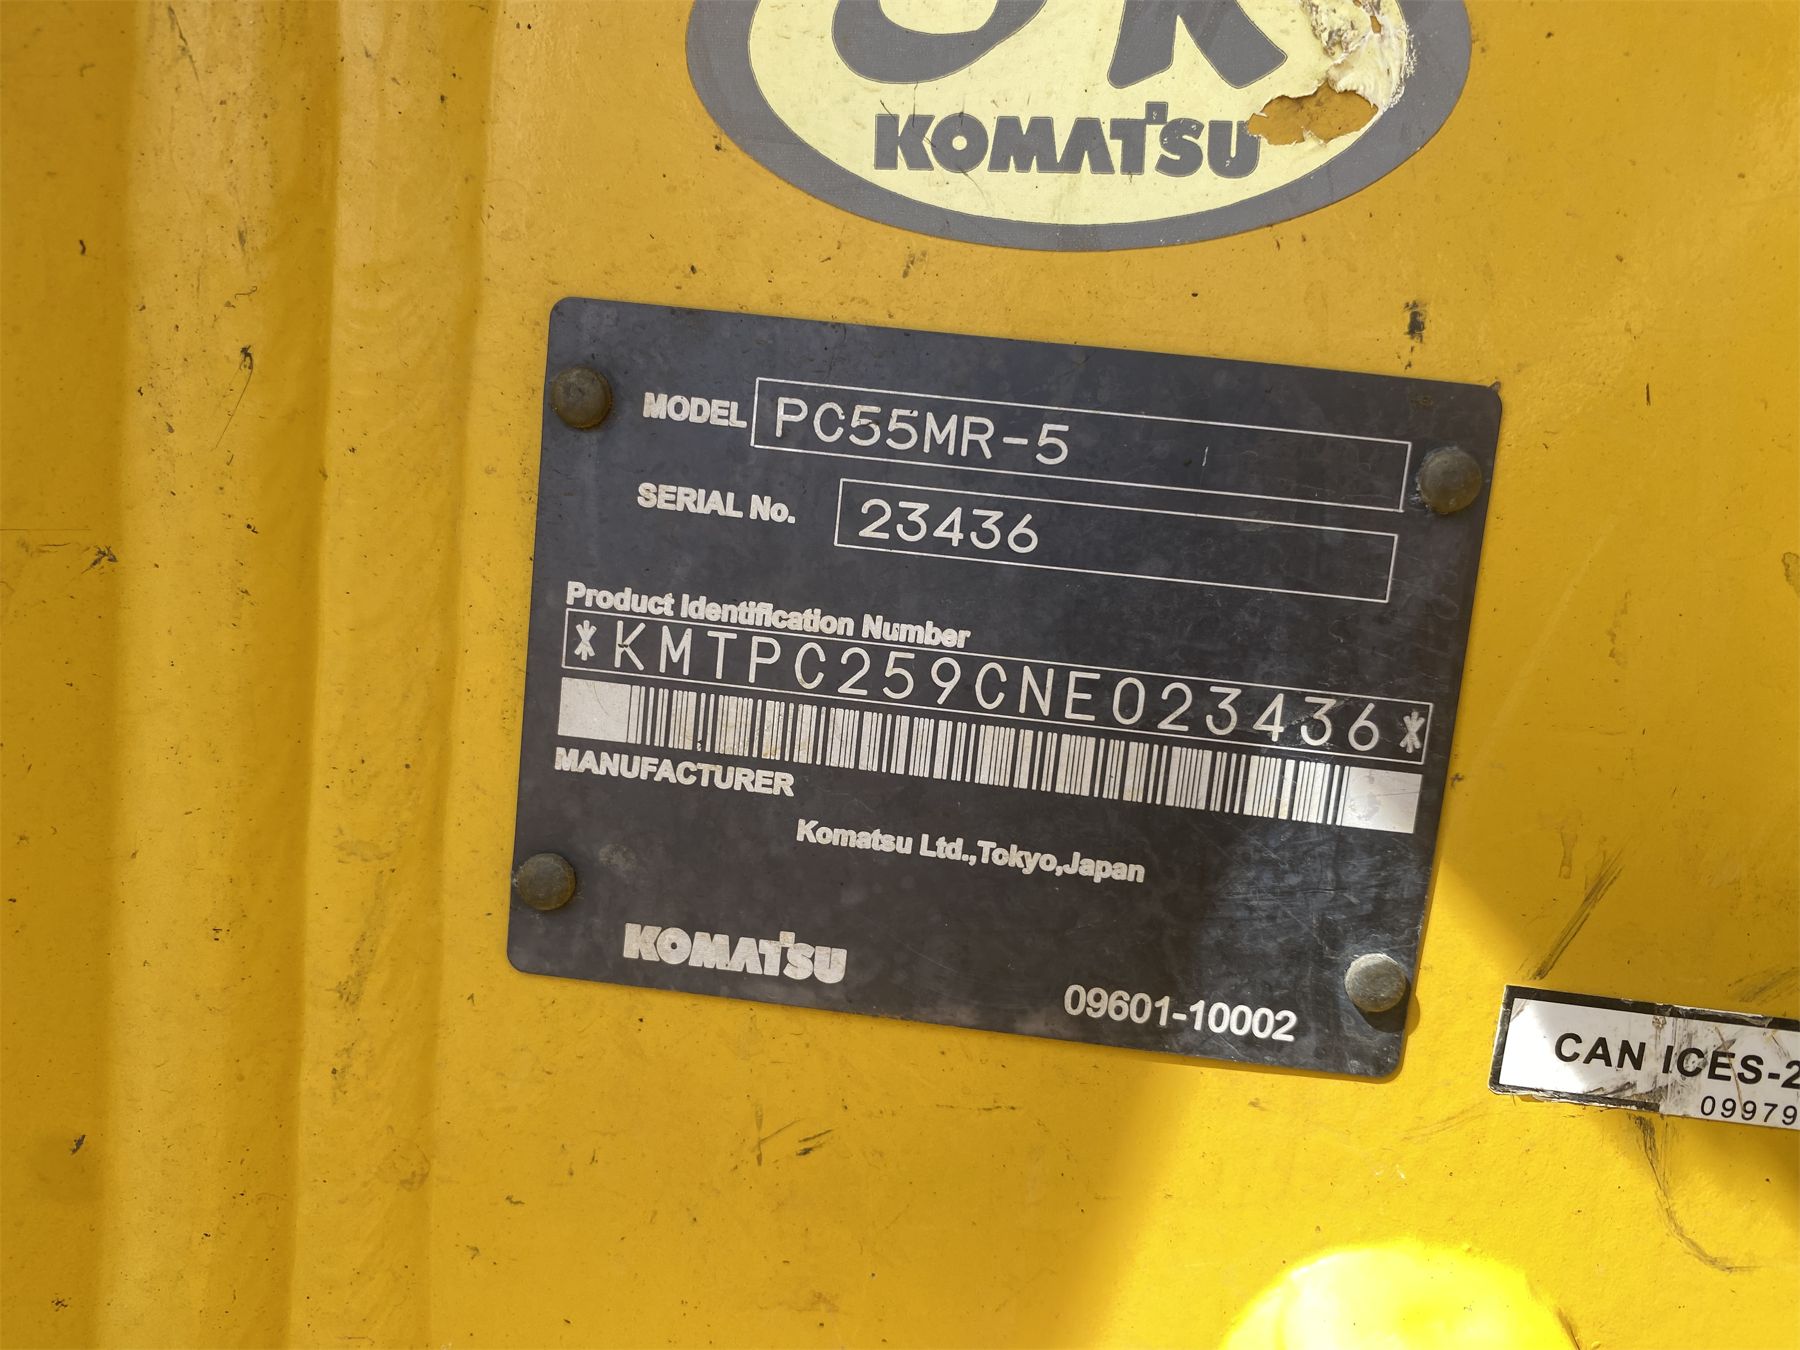 OK
KOMATSU
MODEL PC55MR-5
SERIAL No. 23436
Product Identification Number
*KMTPC259CNE023436*
MANUFACTURER
Komatsu Ltd.,Tokyo,Japan
KOMATSU
09601-10002
CAN ICES-2
09979